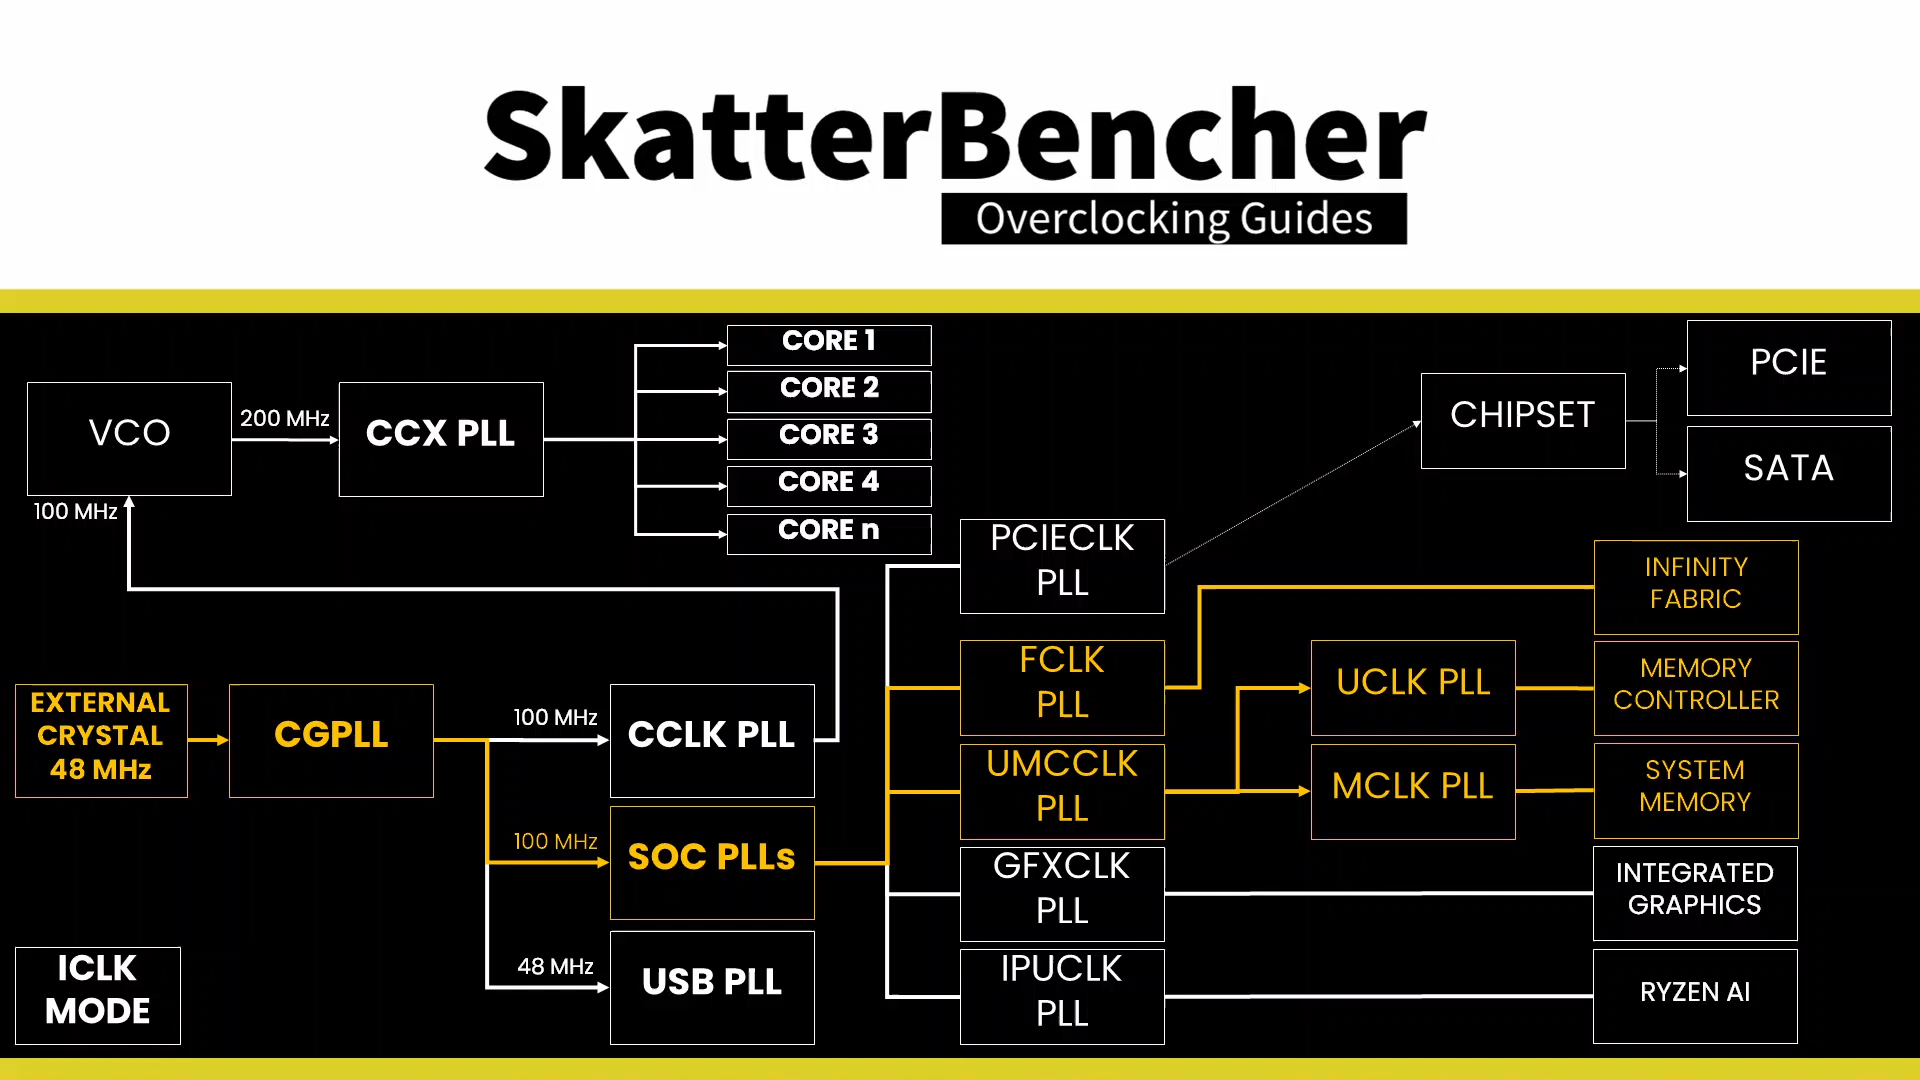 SkatterBencher
Overclocking Guides
VCO
200 MHz
CCX PLL
100 MHz
CORE 1
CORE 2
CORE 3
CORE 4
CORE n
CHIPSET
PCIE
SATA
EXTERNAL
CRYSTAL
48 MHz
CGPLL
100 MHz
CCLK PLL
100 MHz
SOC PLLs
48 MHz
USB PLL
ICLK
MODE
PCIECLK
PLL
FCLK
PLL
UMCCLK
PLL
GFXCLK
PLL
IPUCLK
PLL
UCLK PLL
MCLK PLL
INFINITY
FABRIC
MEMORY
CONTROLLER
SYSTEM
MEMORY
INTEGRATED
GRAPHICS
RYZEN AI